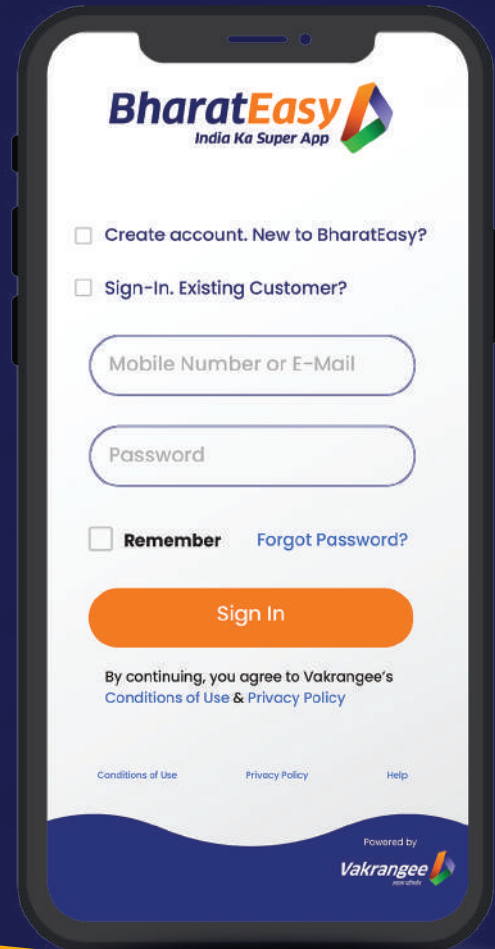 BharatEasy
India Ka Super App
Create account. New to BharatEasy?
Sign-In. Existing Customer?
Mobile Number or E-Mail
Password
Remember Forgot Password?
Sign In
By continuing, you agree to Vakrangee's
Conditions of Use & Privacy Policy
Conditions of Use Privacy Policy Help
Powered by
Vakrangee